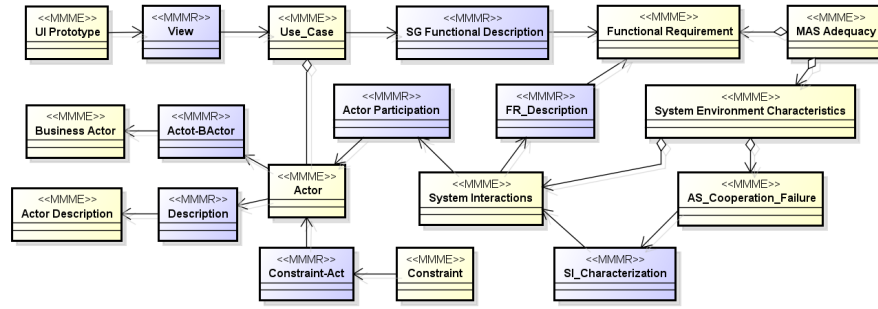 <<MMME>>
UI Prototype
<<MMMR>>
View
<<MMME>>
Use_Case
<<MMMR>>
SG Functional Description
<<MMME>>
Functional Requirement
<<MMME>>
MAS Adequacy
<<MMME>>
Business Actor
<<MMMR>>
Actot-BActor
<<MMMR>>
Actor Participation
<<MMMR>>
FR_Description
<<MMME>>
System Environment Characteristics
<<MMME>>
Actor Description
<<MMMR>>
Description
<<MMME>>
Actor
<<MMME>>
System Interactions
<<MMME>>
AS_Cooperation_Failure
<<MMMR>>
Constraint-Act
<<MMME>>
Constraint
<<MMMR>>
SI_Characterization